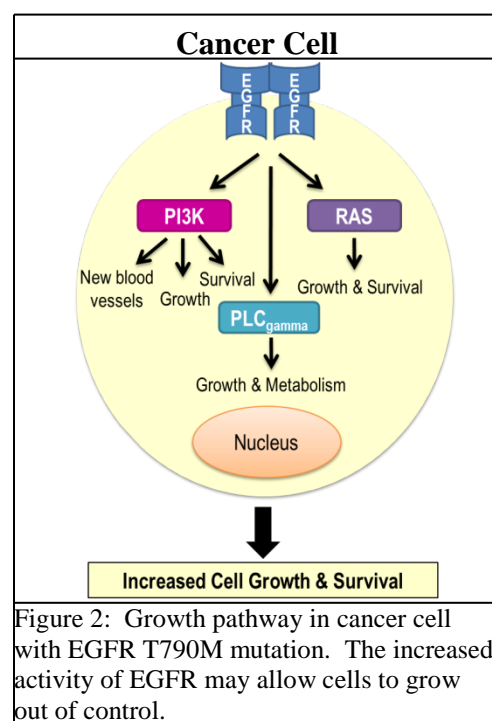 Cancer Cell
EGFR EGFR
PI3K
RAS
New blood
vessels
Growth
Survival
Growth & Survival
PLCgamma
Growth & Metabolism
Nucleus
Increased Cell Growth & Survival
Figure 2:  Growth pathway in cancer cell
with EGFR T790M mutation.  The increased
activity of EGFR may allow cells to grow
out of control.